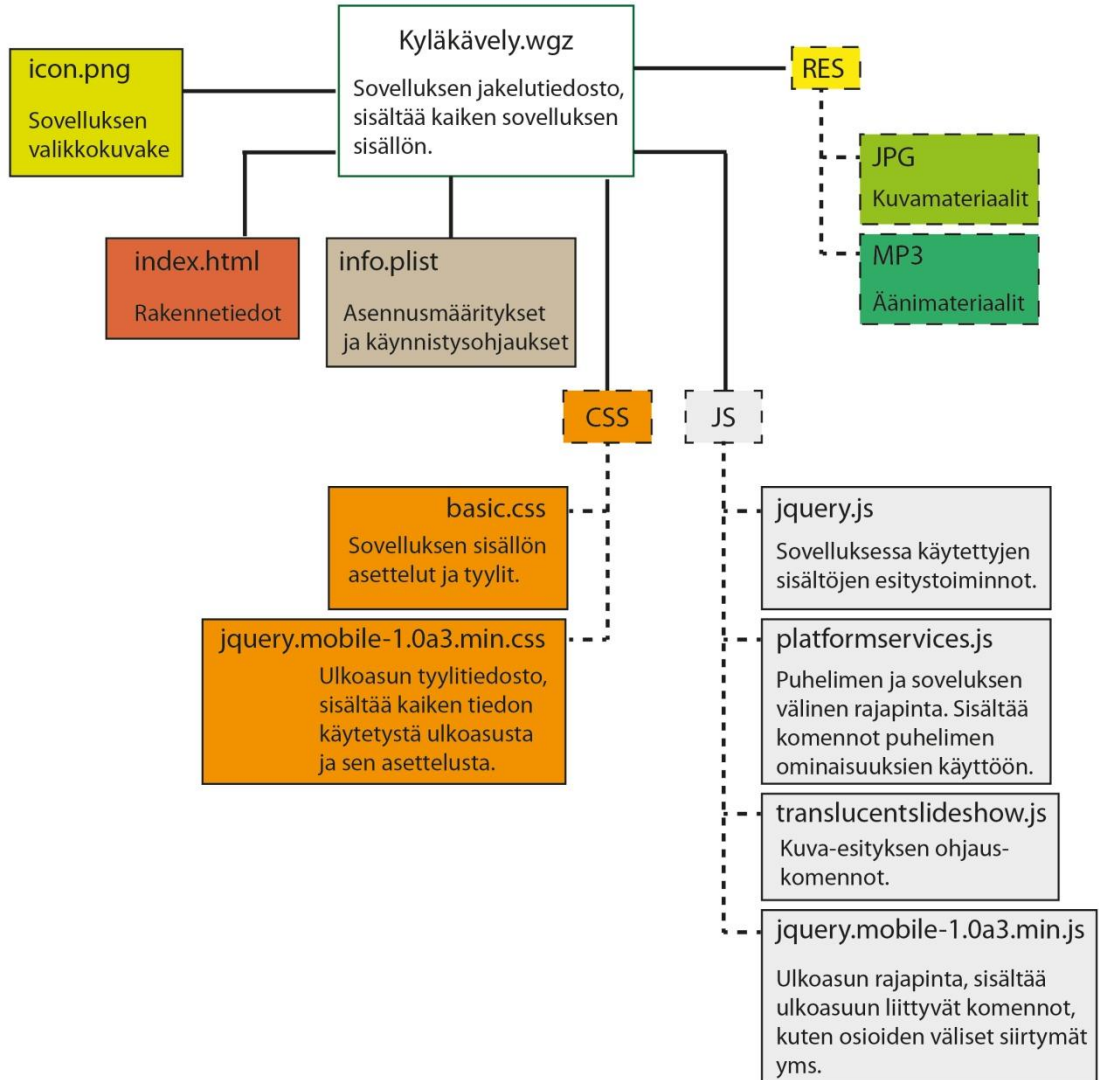 Kyläkävely.wgz
Sovelluksen jakelutiedosto,
sisältää kaiken sovelluksen
sisällön.
icon.png
Sovelluksen
valikkokuvake
RES
JPG
Kuvamateriaalit
MP3
Äänimateriaalit
index.html
Rakennetiedot
info.plist
Asennusmääritykset
ja käynnistysohjaukset
CSS
JS
basic.css
Sovelluksen sisällön
asettelut ja tyylit.
jquery.mobile-1.0a3.min.css
Ulkoasun tyylitiedosto,
sisältää kaiken tiedon
käytetystä ulkoasusta
ja sen asettelusta.
jquery.js
Sovelluksessa käytettyjen
sisältöjen esitystoiminnot.
platformservices.js
Puhelimen ja soveluksen
välinen rajapinta. Sisältää
komennot puhelimen
ominaisuuksien käyttöön.
translucentslideshow.js
Kuva-esityksen ohjaus-
komennot.
jquery.mobile-1.0a3.min.js
Ulkoasun rajapinta, sisältää
ulkoasuun liittyvät komennot,
kuten osioiden väliset siirtymät
yms.